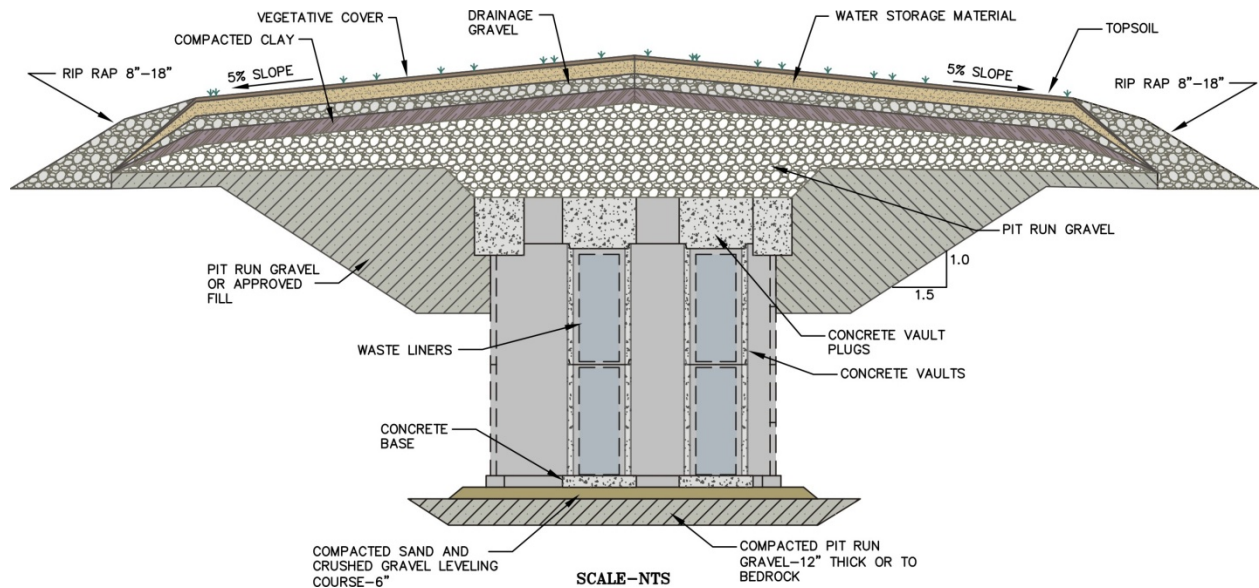 VEGETATIVE COVER
DRAINAGE
GRAVEL
WATER STORAGE MATERIAL
COMPACTED CLAY
TOPSOIL
RIP RAP 8"-18"
5% SLOPE
5% SLOPE
RIP RAP 8"-18"
PIT RUN GRAVEL
PIT RUN GRAVEL
OR APPROVED
FILL
1.0
1.5
WASTE LINERS
CONCRETE VAULT
PLUGS
CONCRETE VAULTS
CONCRETE
BASE
COMPACTED SAND AND
CRUSHED GRAVEL LEVELING
COURSE-6"
COMPACTED PIT RUN
GRAVEL-12" THICK OR TO
BEDROCK
SCALE-NTS